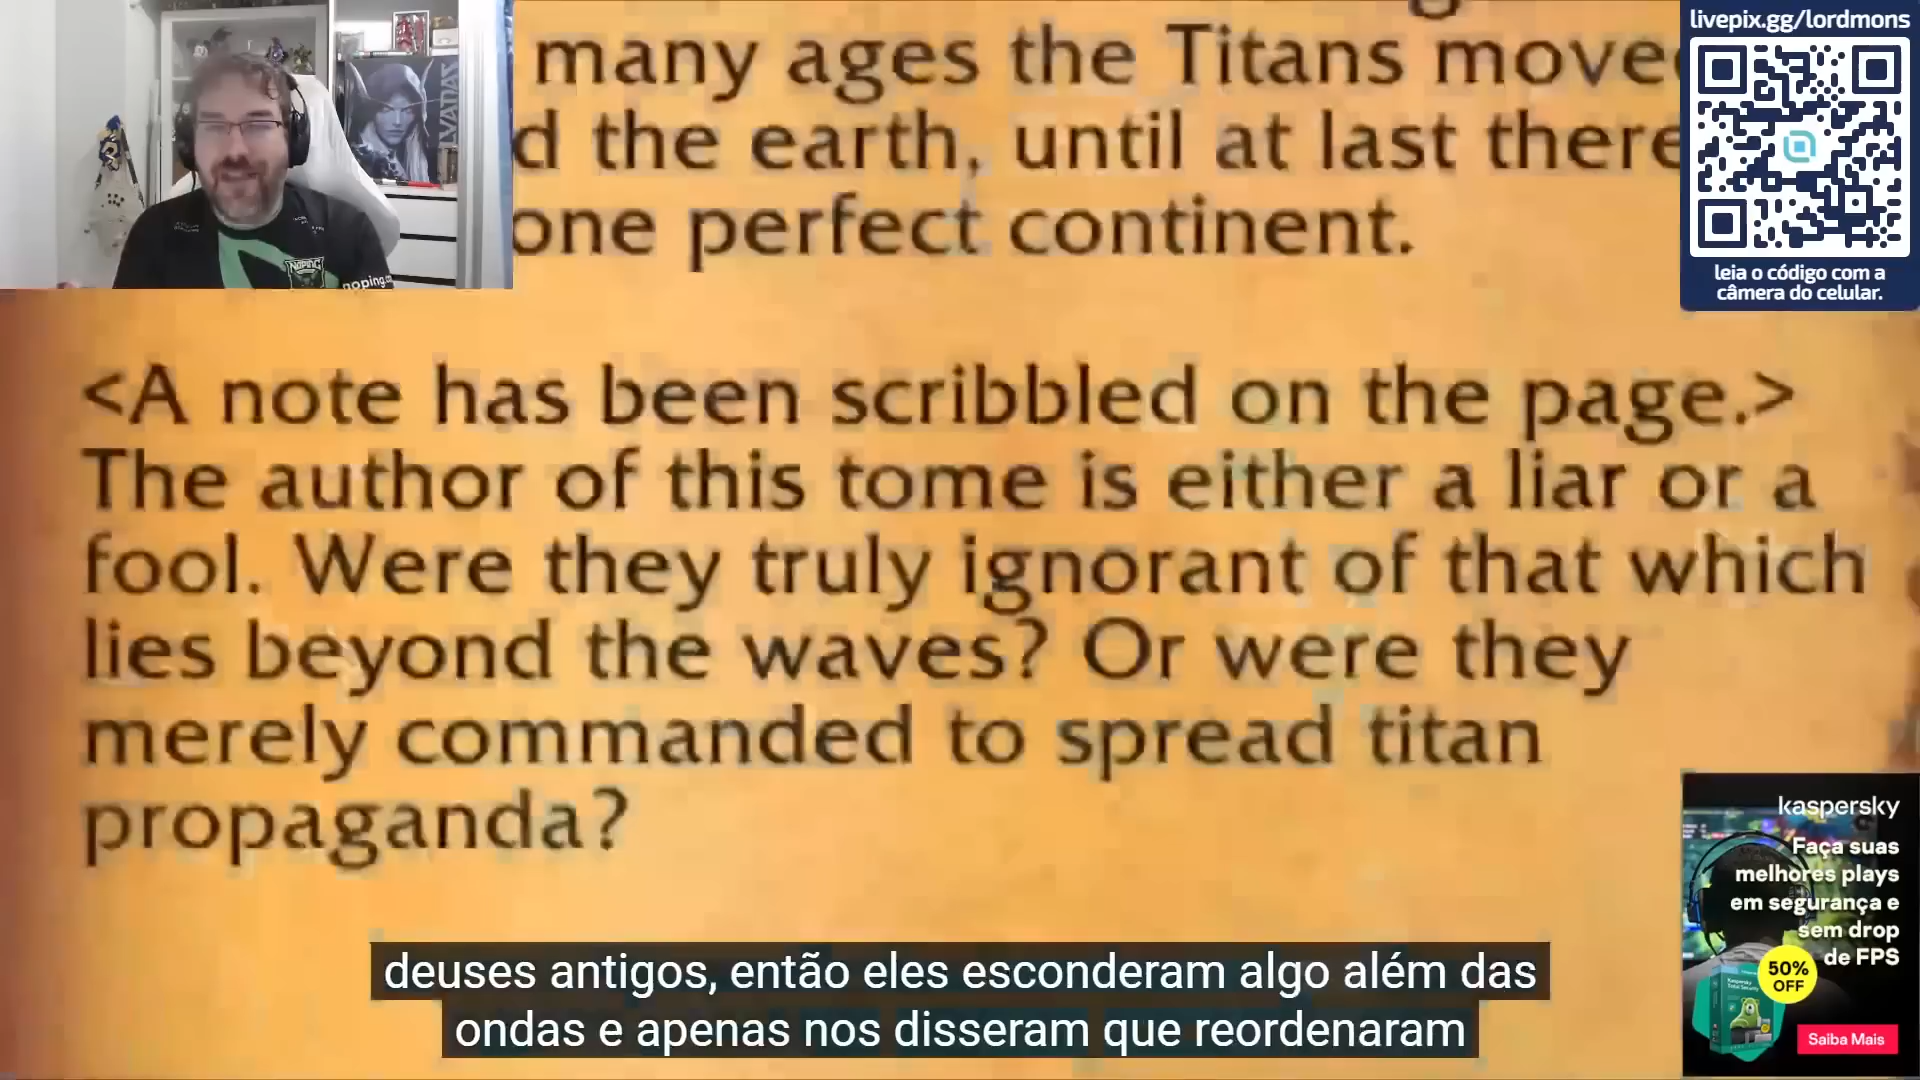 livepix.gg/lordmons
many ages the Titans move
d the earth, until at last there
one perfect continent.
leia o código com a
câmera do celular.
NOPING
noping.c
<A note has been scribbled on the page.>
The author of this tome is either a liar or a
fool. Were they truly ignorant of that which
lies beyond the waves? Or were they
merely commanded to spread titan
propaganda?
kaspersky
Faça suas
melhores plays
em segurança e
sem drop
de FPS
50%
OFF
Saiba Mais
deuses antigos, então eles esconderam algo além das
ondas e apenas nos disseram que reordenaram